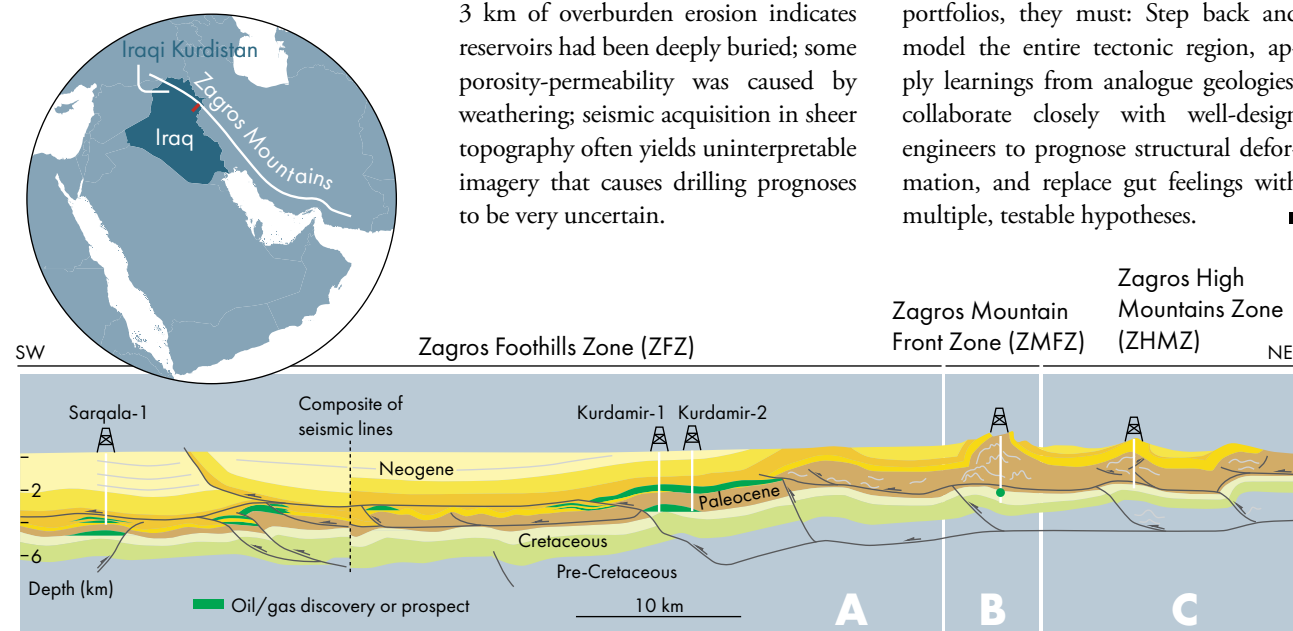 3 km of overburden erosion indicates
reservoirs had been deeply buried; some
porosity-permeability was caused by
weathering; seismic acquisition in sheer
topography often yields uninterpretable
imagery that causes drilling prognoses
to be very uncertain.
portfolios, they must: Step back and
model the entire tectonic region, ap-
ply learnings from analogue geologies,
collaborate closely with well-design
engineers to prognose structural defor-
mation, and replace gut feelings with
multiple, testable hypotheses.
Iraqi Kurdistan
Zagros Mountains
Iraq
SW
Zagros Foothills Zone (ZFZ)
Zagros Mountain
Front Zone (ZMFZ)
Zagros High
Mountains Zone
(ZHMZ)
NE
Sarqala-1
Composite of
seismic lines
Kurdamir-1
Kurdamir-2
Neogene
2
Paleocene
Cretaceous
6
Pre-Cretaceous
Depth (km)
Oil/gas discovery or prospect
10 km
A
B
C